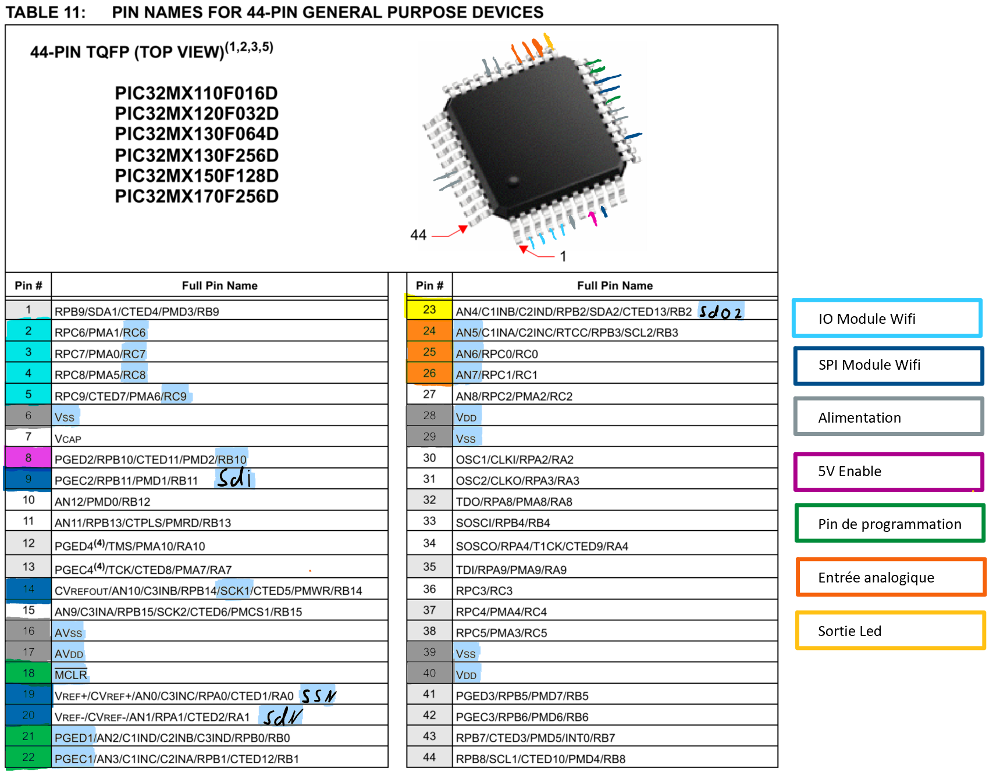 TABLE 11: PIN NAMES FOR 44-PIN GENERAL PURPOSE DEVICES
44-PIN TQFP (TOP VIEW)(1,2,3,5)
PIC32MX110F016D
PIC32MX120F032D
PIC32MX130F064D
PIC32MX130F256D
PIC32MX150F128D
PIC32MX170F256D
44
1
Pin # Full Pin Name
1 RPB9/SDA1/CTED4/PMD3/RB9
2 RPC6/PMA1/RC6
3 RPC7/PMA0/RC7
4 RPC8/PMA5/RC8
5 RPC9/CTED7/PMA6/RC9
6 VSS
7 VCAP
8 PGED2/RPB10/CTED11/PMD2/RB10
9 PGEC2/RPB11/PMD1/RB11 Sdi
10 AN12/PMD0/RB12
11 AN11/RPB13/CTPLS/PMRD/RB13
12 PGED4(4)/TMS/PMA10/RA10
13 PGEC4(4)/TCK/CTED8/PMA7/RA7
14 CVREFOUT/AN10/C3INB/RPB14/SCK1/CTED5/PMWR/RB14
15 AN9/C3INA/RPB15/SCK2/CTED6/PMCS1/RB15
16 AVSS
17 AVDD
18 MCLR
19 VREF+/CVREF+/AN0/C3INC/RPA0/CTED1/RA0 SSN
20 VREF-/CVREF-/AN1/RPA1/CTED2/RA1 SdN
21 PGED1/AN2/C1IND/C2INB/C3IND/RPB0/RB0
22 PGEC1/AN3/C1INC/C2INA/RPB1/CTED12/RB1
Pin # Full Pin Name
23 AN4/C1INB/C2IND/RPB2/SDA2/CTED13/RB2 SdO2
24 AN5/C1INA/C2INC/RTCC/RPB3/SCL2/RB3
25 AN6/RPC0/RC0
26 AN7/RPC1/RC1
27 AN8/RPC2/PMA2/RC2
28 VDD
29 VSS
30 OSC1/CLKI/RPA2/RA2
31 OSC2/CLKO/RPA3/RA3
32 TDO/RPA8/PMA8/RA8
33 SOSCI/RPB4/RB4
34 SOSCO/RPA4/T1CK/CTED9/RA4
35 TDI/RPA9/PMA9/RA9
36 RPC3/RC3
37 RPC4/PMA4/RC4
38 RPC5/PMA3/RC5
39 VSS
40 VDD
41 PGED3/RPB5/PMD7/RB5
42 PGEC3/RPB6/PMD6/RB6
43 RPB7/CTED3/PMD5/INT0/RB7
44 RPB8/SCL1/CTED10/PMD4/RB8
IO Module Wifi
SPI Module Wifi
Alimentation
5V Enable
Pin de programmation
Entrée analogique
Sortie Led